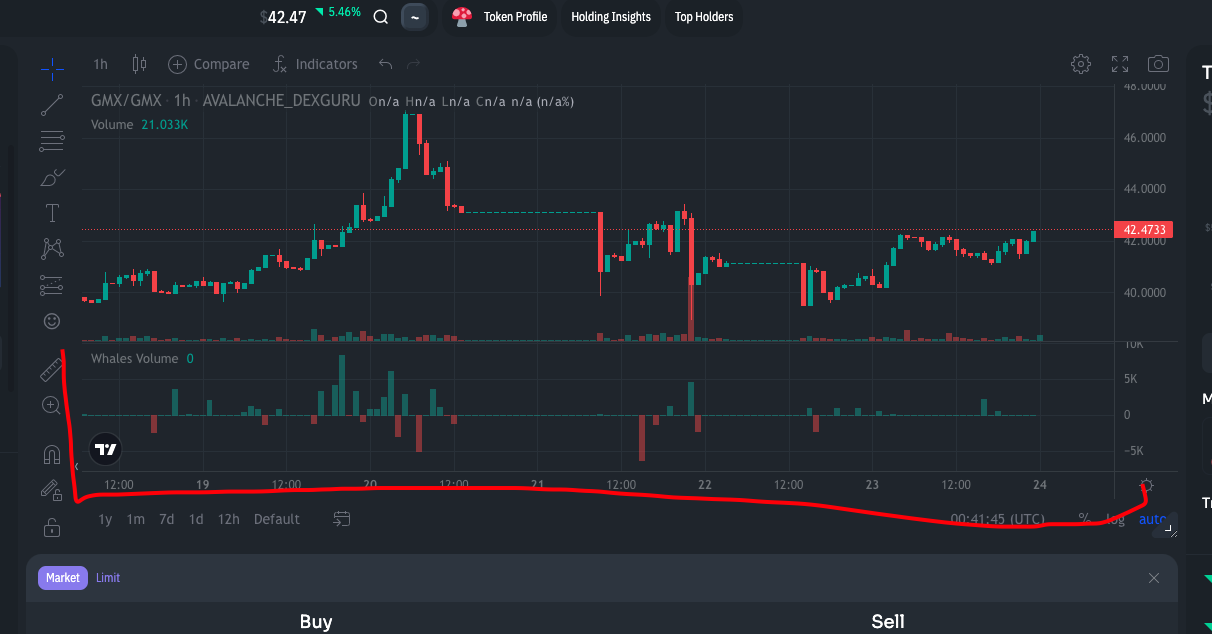 $42.47 5.46% ~ Token Profile Holding Insights Top Holders
1h Compare Indicators
GMX/GMX · 1h · AVALANCHE_DEXGURU On/a Hn/a Ln/a Cn/a n/a (n/a%)
Volume 21.033K
48.0000
46.0000
44.0000
42.4733
42.0000
40.0000
Whales Volume 0
10K
5K
0
−5K
12:00 19 12:00 20 12:00 21 12:00 22 12:00 23 12:00 24
1y 1m 7d 1d 12h Default 00:41:45 (UTC) % log auto
Market Limit
Buy Sell